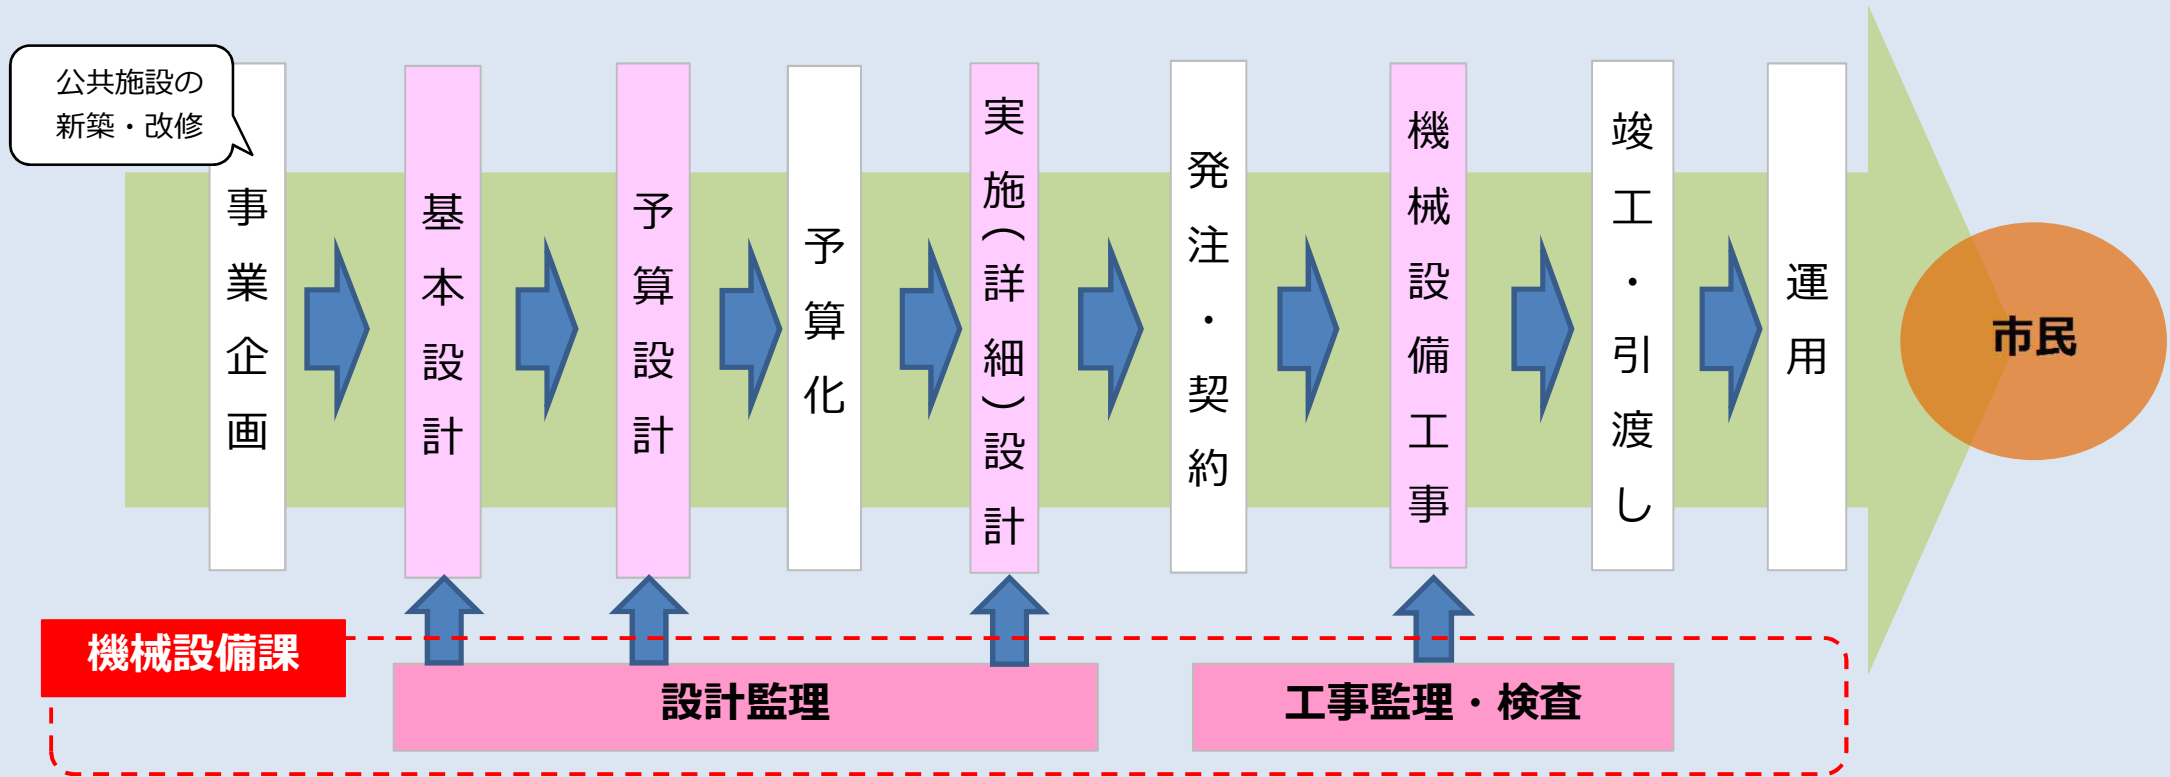 公共施設の
新築・改修
事業企画
基本設計
予算設計
予算化
実施(詳細)設計
発注・契約
機械設備工事
竣工・引渡し
運用
市民
機械設備課
設計監理
工事監理・検査